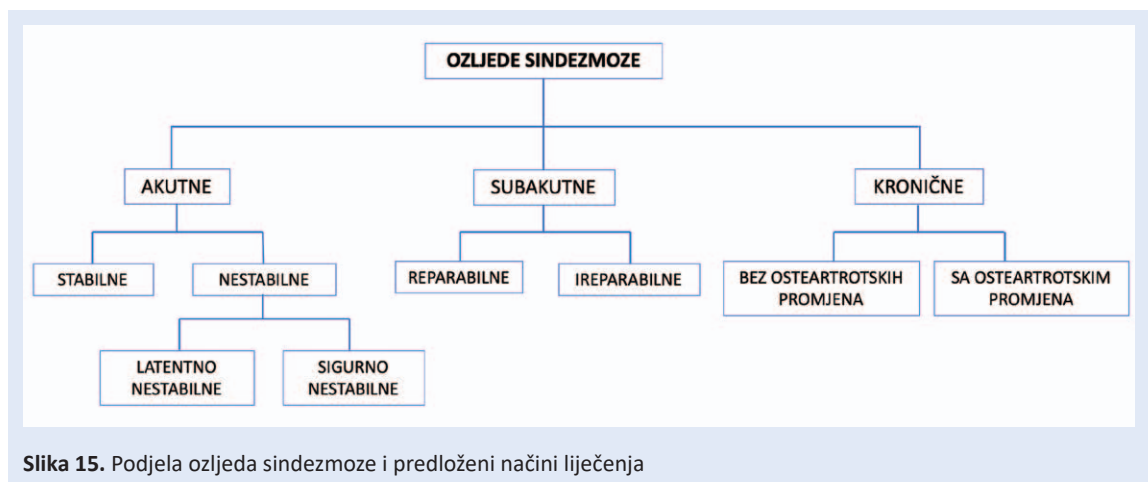 OZLJEDE SINDEZMOZE
AKUTNE
SUBAKUTNE
KRONIČNE
STABILNE
NESTABILNE
REPARABILNE
IREPARABILNE
BEZ OSTEARTROTSKIH
PROMJENA
SA OSTEARTROTSKIM
PROMJENA
LATENTNO
NESTABILNE
SIGURNO
NESTABILNE
Slika 15. Podjela ozljeda sindezmoze i predloženi načini liječenja